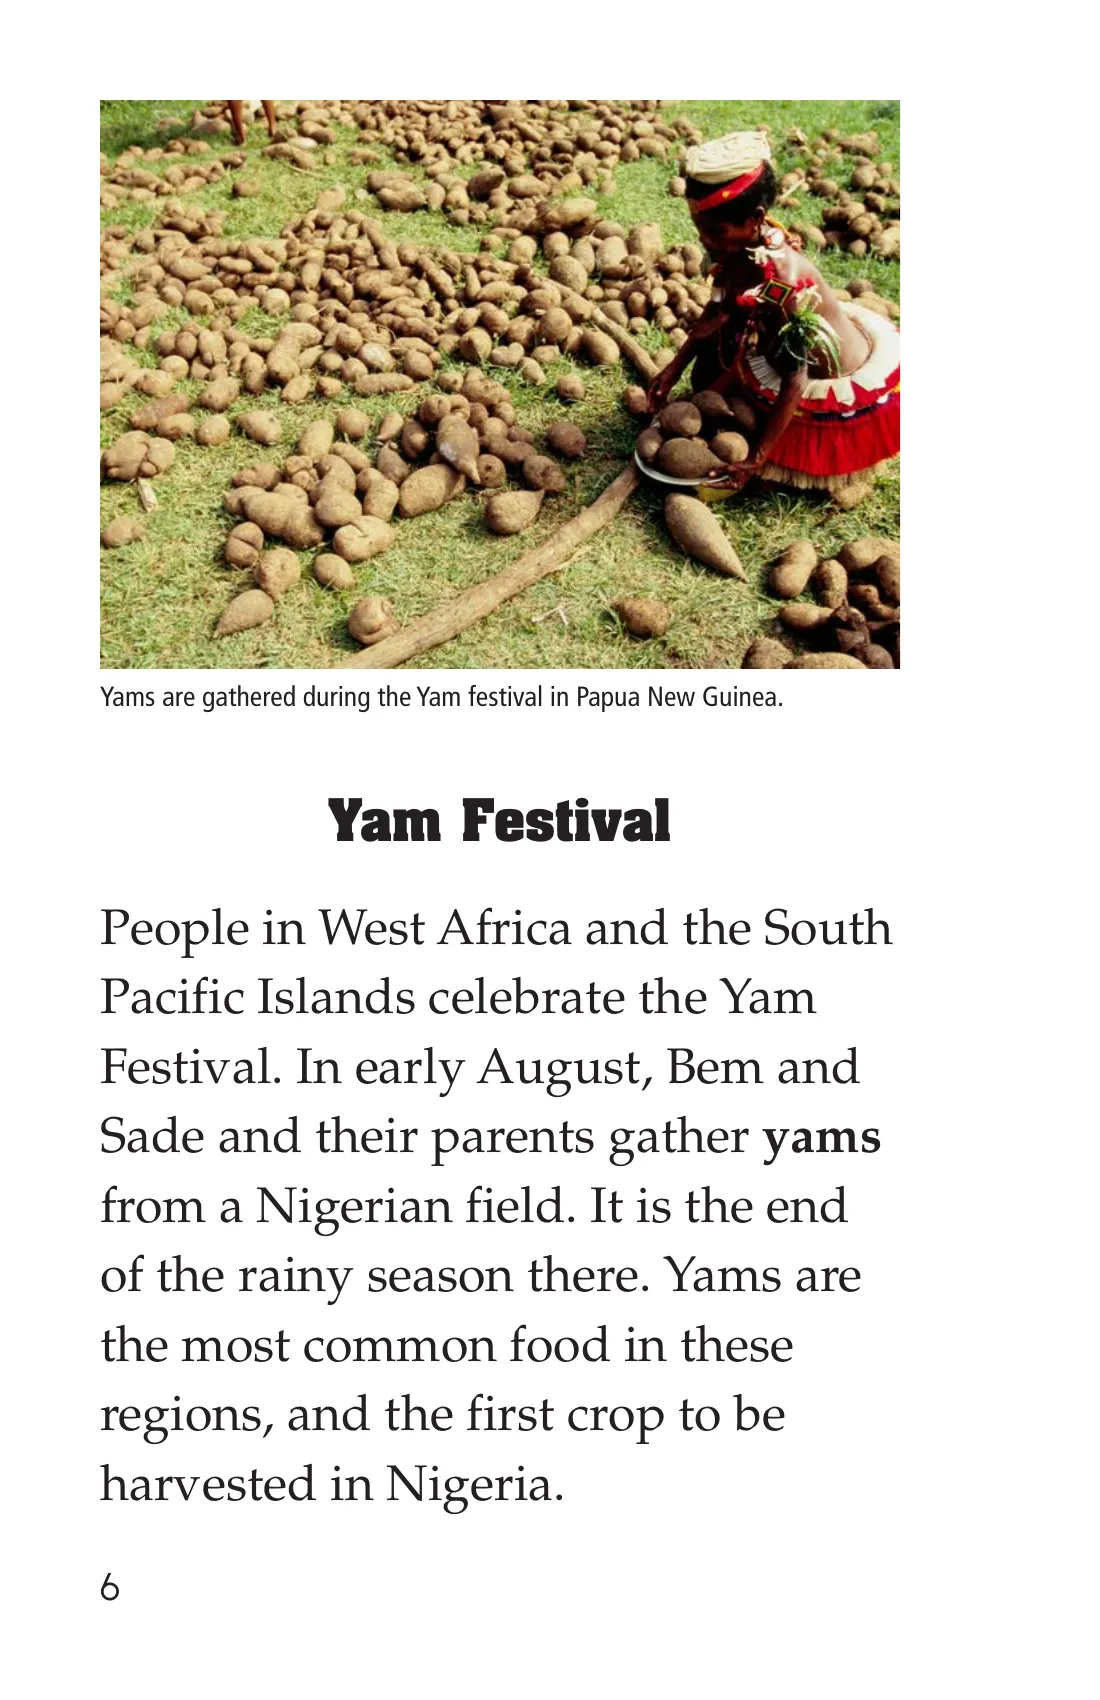 Yams are gathered during the Yam festival in Papua New Guinea.
Yam Festival
People in West Africa and the South
Pacific Islands celebrate the Yam
Festival. In early August, Bem and
Sade and their parents gather yams
from a Nigerian field. It is the end
of the rainy season there. Yams are
the most common food in these
regions, and the first crop to be
harvested in Nigeria.
6